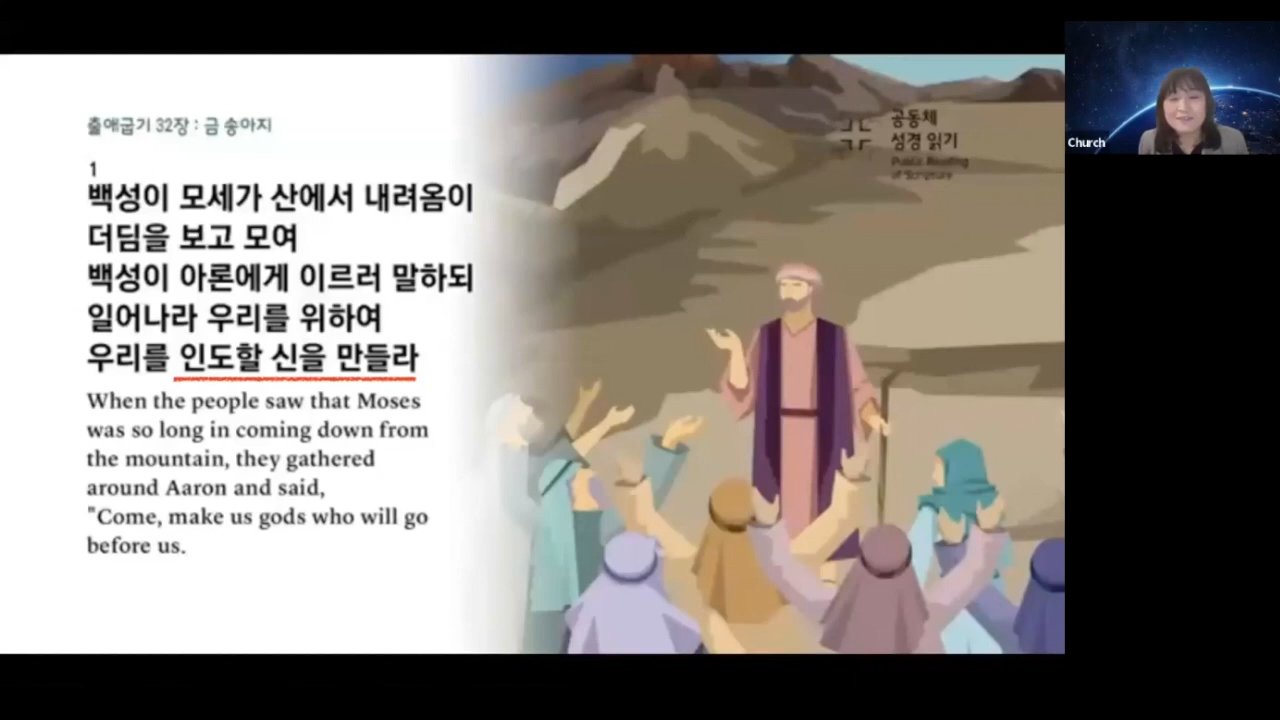 출애굽기 32장 : 금 송아지
1
백성이 모세가 산에서 내려옴이
더딤을 보고 모여
백성이 아론에게 이르러 말하되
일어나라 우리를 위하여
우리를 인도할 신을 만들라
When the people saw that Moses
was so long in coming down from
the mountain, they gathered
around Aaron and said,
"Come, make us gods who will go
before us.
공동체
성경 읽기
Public Reading
of Scripture
Church